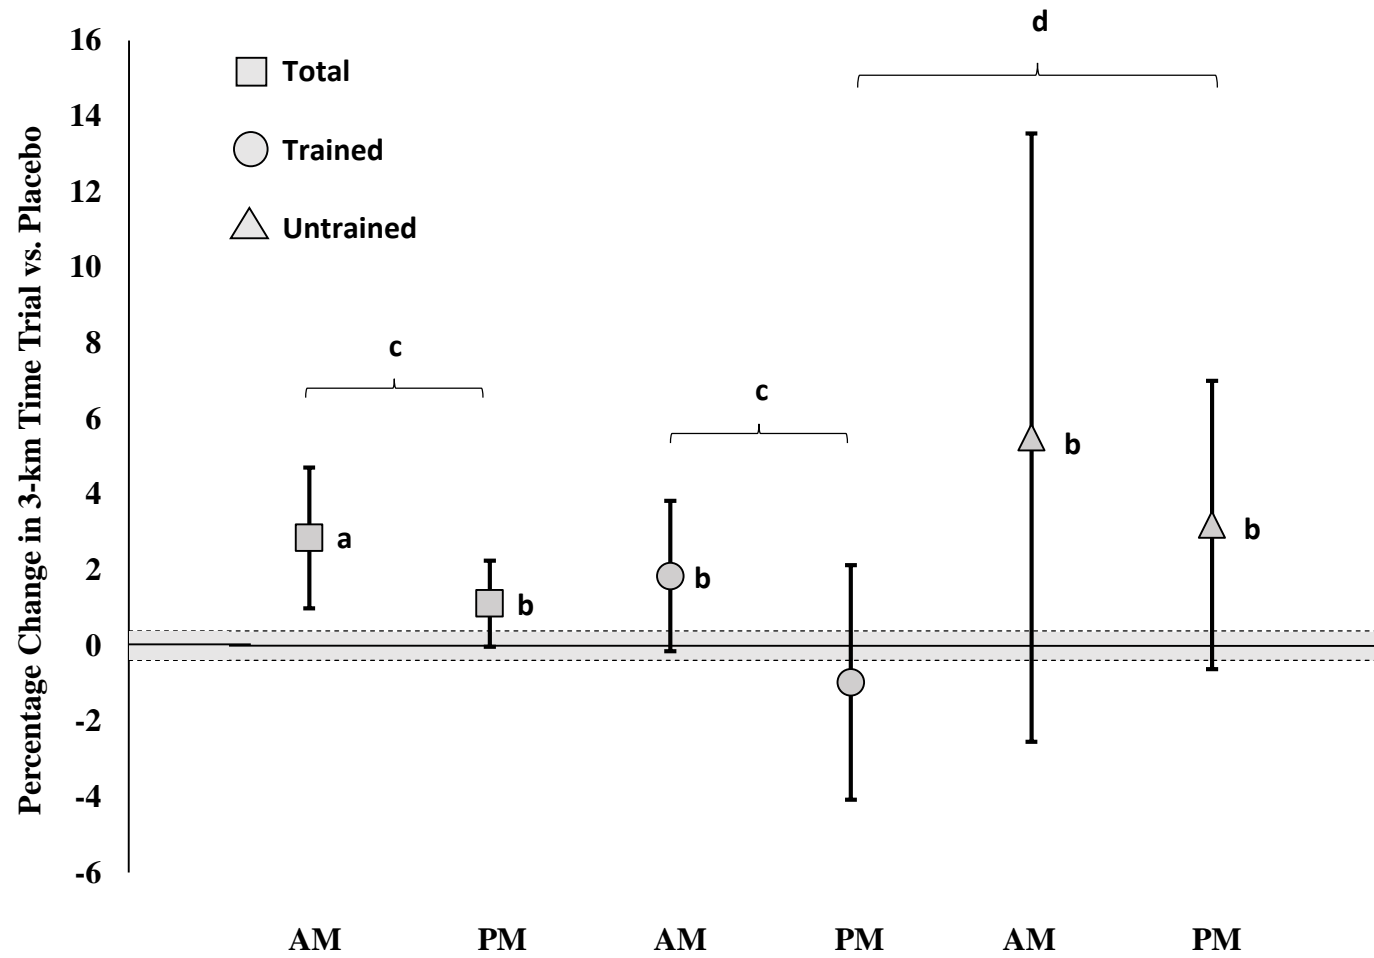 d
16
Total
14
Trained
12
Untrained
10
8
c
c
6
b
4
b
a
b
2
b
0
-2
-4
-6
Percentage Change in 3-km Time Trial vs. Placebo
AM PM AM PM AM PM